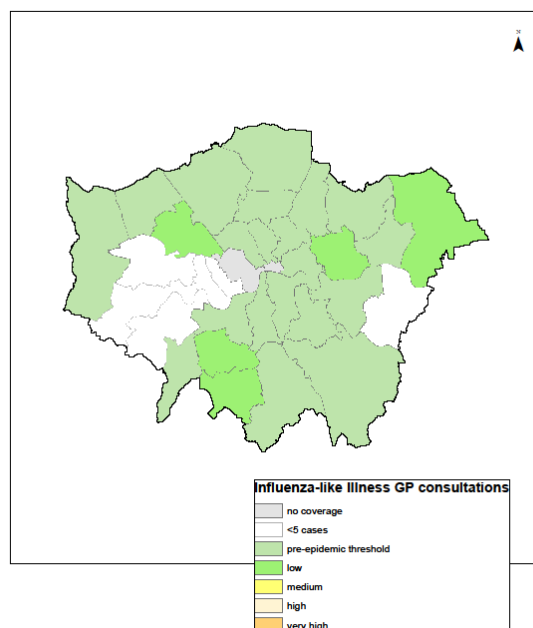 N
Influenza-like Illness GP consultations
no coverage
<5 cases
pre-epidemic threshold
low
medium
high
very high